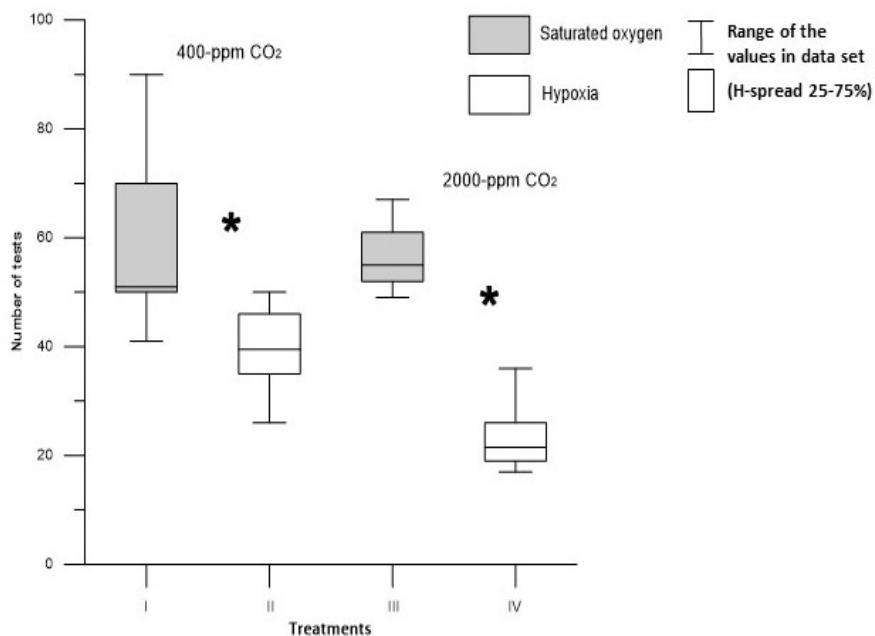 100
80
60
40
20
0
Number of tests
400-ppm CO₂
Saturated oxygen
Hypoxia
Range of the
values in data set
(H-spread 25-75%)
2000-ppm CO₂
*
*
I
II
III
IV
Treatments